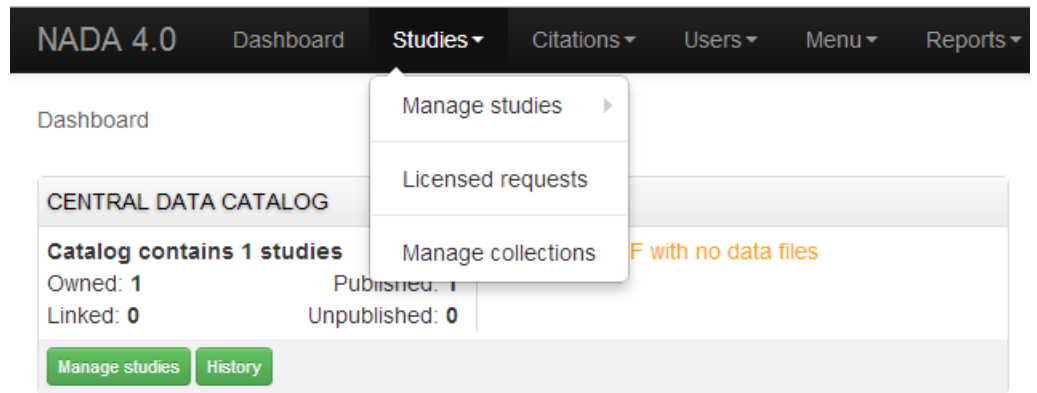 NADA 4.0 Dashboard Studies Citations Users Menu Reports
Dashboard
Manage studies
Licensed requests
Manage collections
CENTRAL DATA CATALOG
Catalog contains 1 studies
F with no data files
Owned: 1 Published: 1
Linked: 0 Unpublished: 0
Manage studies History